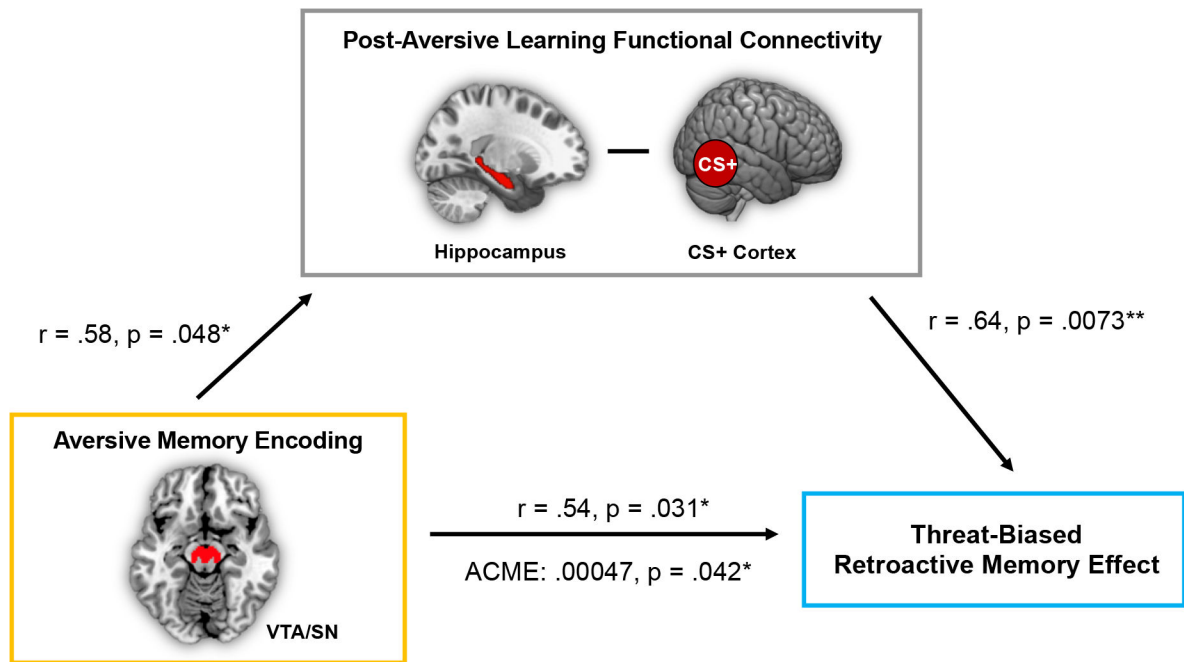 Post-Aversive Learning Functional Connectivity
CS+
Hippocampus
CS+ Cortex
r = .58, p = .048*
r = .64, p = .0073**
Aversive Memory Encoding
VTA/SN
r = .54, p = .031*
ACME: .00047, p = .042*
Threat-Biased
Retroactive Memory Effect